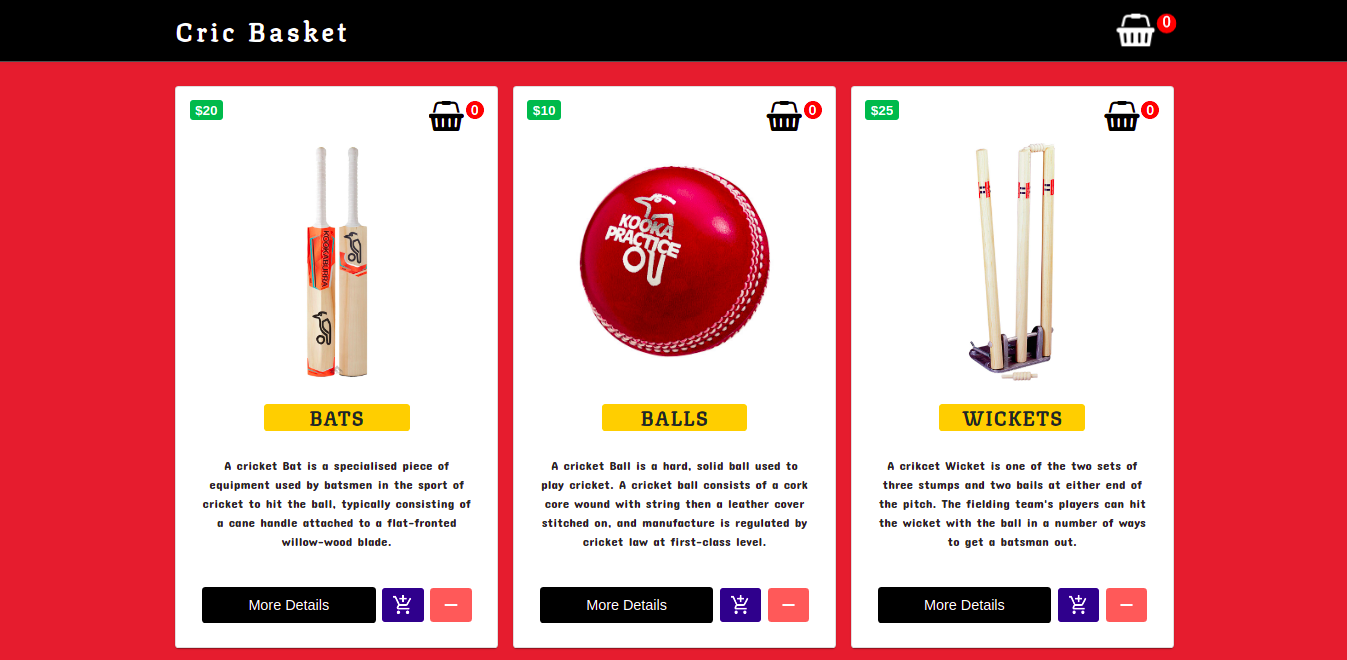 Cric Basket
0
$20
0
$10
0
$25
0
KOOKABURRA
KOOKA
PRACTICE
BATS
BALLS
WICKETS
A cricket Bat is a specialised piece of
equipment used by batsmen in the sport of
cricket to hit the ball, typically consisting of
a cane handle attached to a flat-fronted
willow-wood blade.
A cricket Ball is a hard, solid ball used to
play cricket. A cricket ball consists of a cork
core wound with string then a leather cover
stitched on, and manufacture is regulated by
cricket law at first-class level.
A crikcet Wicket is one of the two sets of
three stumps and two bails at either end of
the pitch. The fielding team's players can hit
the wicket with the ball in a number of ways
to get a batsman out.
More Details
More Details
More Details